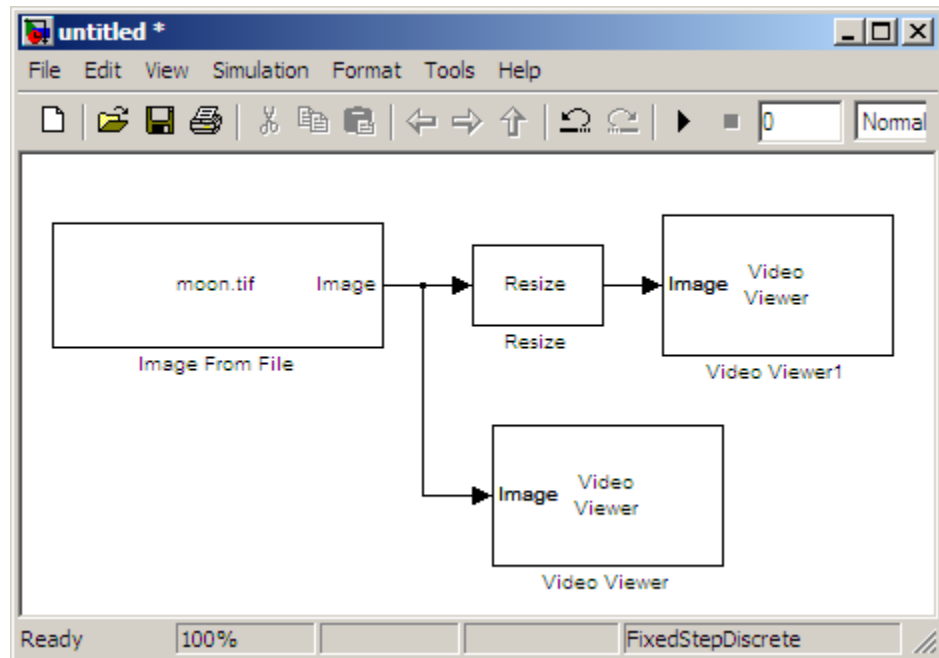 untitled *
File Edit View Simulation Format Tools Help
0 Normal
moon.tif Image
Image From File
Resize
Resize
Image Video
Viewer
Video Viewer1
Image Video
Viewer
Video Viewer
Ready 100% FixedStepDiscrete